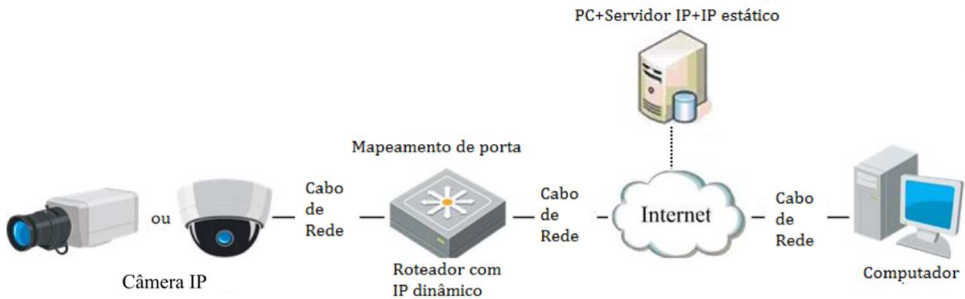 PC+Servidor IP+IP estático
Mapeamento de porta
ou
Câmera IP
Cabo
de
Rede
Roteador com
IP dinâmico
Cabo
de
Rede
Internet
Cabo
de
Rede
Computador